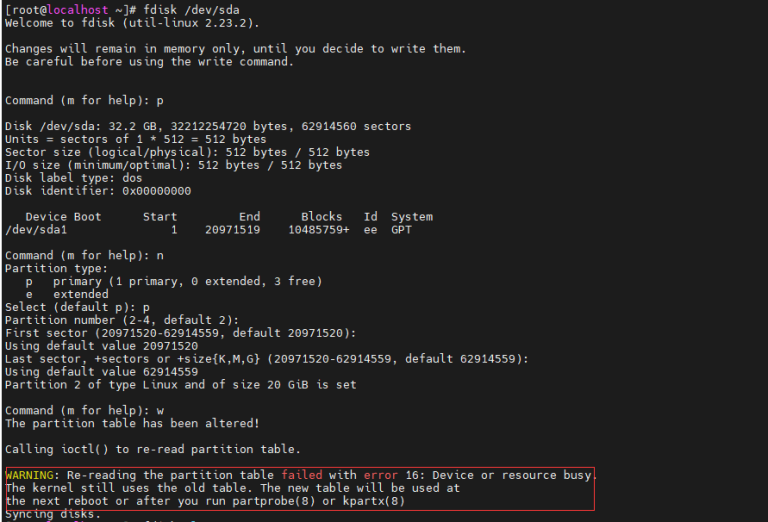 [root@localhost ~]# fdisk /dev/sda
Welcome to fdisk (util-linux 2.23.2).
Changes will remain in memory only, until you decide to write them.
Be careful before using the write command.
Command (m for help): p
Disk /dev/sda: 32.2 GB, 32212254720 bytes, 62914560 sectors
Units = sectors of 1 * 512 = 512 bytes
Sector size (logical/physical): 512 bytes / 512 bytes
I/O size (minimum/optimal): 512 bytes / 512 bytes
Disk label type: dos
Disk identifier: 0x00000000
Device Boot Start End Blocks Id System
/dev/sda1 1 20971519 10485759+ ee GPT
Command (m for help): n
Partition type:
p primary (1 primary, 0 extended, 3 free)
e extended
Select (default p): p
Partition number (2-4, default 2):
First sector (20971520-62914559, default 20971520):
Using default value 20971520
Last sector, +sectors or +size{K,M,G} (20971520-62914559, default 62914559):
Using default value 62914559
Partition 2 of type Linux and of size 20 GiB is set
Command (m for help): w
The partition table has been altered!
Calling ioctl() to re-read partition table.
WARNING: Re-reading the partition table failed with error 16: Device or resource busy.
The kernel still uses the old table. The new table will be used at
the next reboot or after you run partprobe(8) or kpartx(8)
Syncing disks.